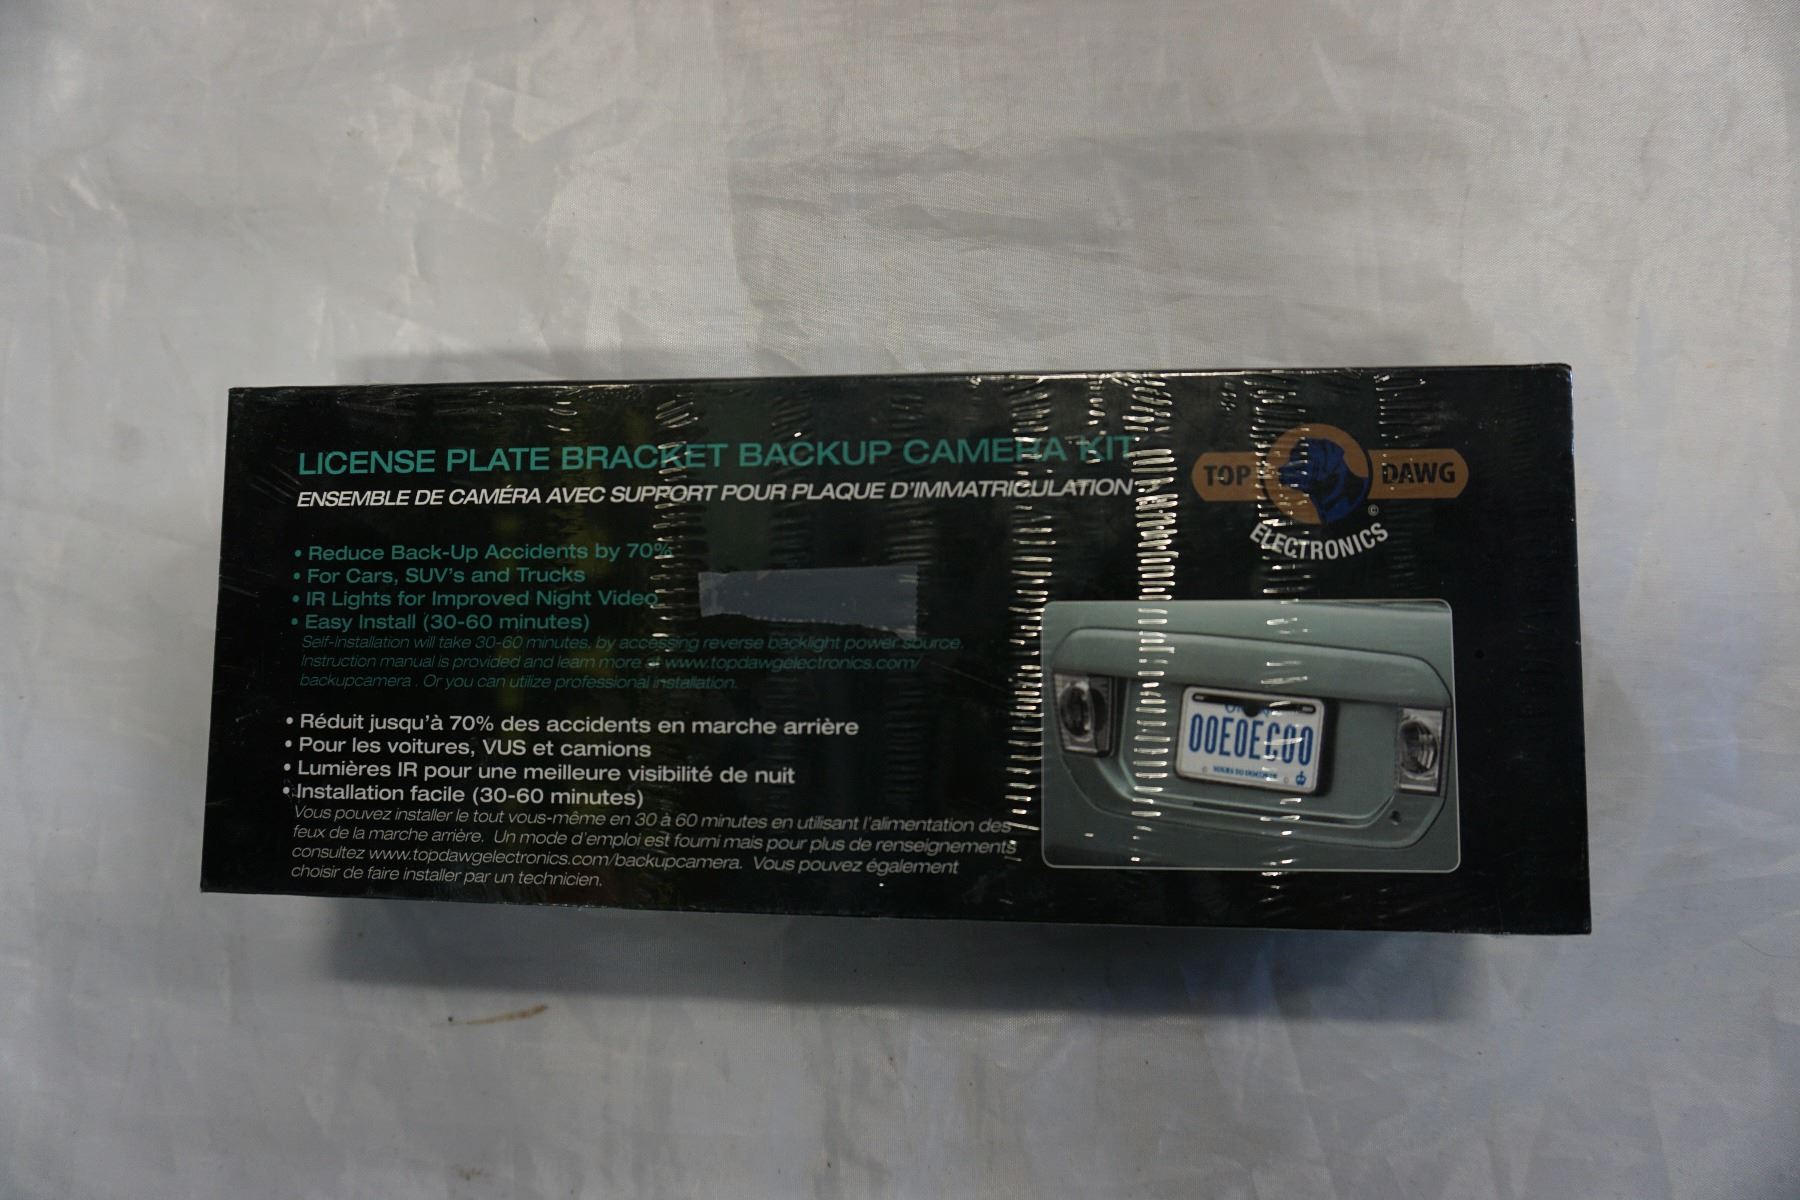 LICENSE PLATE BRACKET BACKUP CAMERA KIT
ENSEMBLE DE CAMÉRA AVEC SUPPORT POUR PLAQUE D'IMMATRICULATION
TOP DAWG
©
ELECTRONICS
• Reduce Back-Up Accidents by 70%
• For Cars, SUV's and Trucks
• IR Lights for Improved Night Video
• Easy Install (30-60 minutes)
Self-Installation will take 30-60 minutes, by accessing reverse backlight power source.
Instruction manual is provided and learn more @ www.topdawgelectronics.com/
backupcamera . Or you can utilize professional installation.
• Réduit jusqu'à 70% des accidents en marche arrière
• Pour les voitures, VUS et camions
• Lumières IR pour une meilleure visibilité de nuit
• Installation facile (30-60 minutes)
Vous pouvez installer le tout vous-même en 30 à 60 minutes en utilisant l'alimentation des
feux de la marche arrière. Un mode d'emploi est fourni mais pour plus de renseignements
consultez www.topdawgelectronics.com/backupcamera. Vous pouvez également
choisir de faire installer par un technicien.